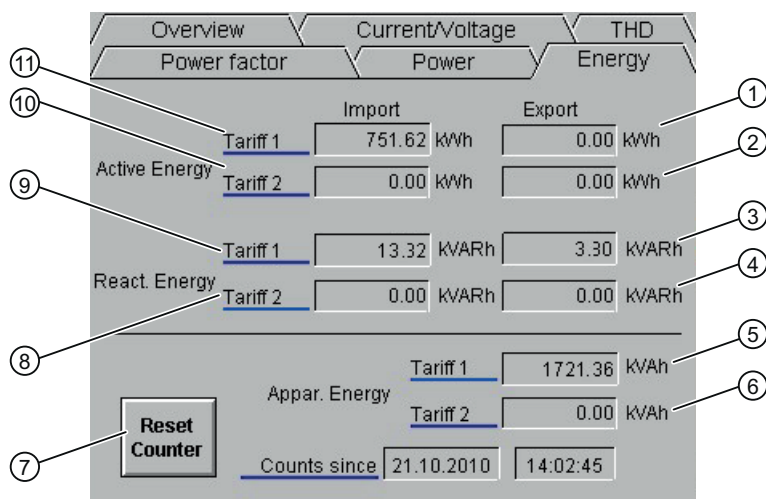 Overview Current/Voltage THD
Power factor Power Energy
11
10
9
8
7
1
2
3
4
5
6
Import Export
Active Energy
Tariff 1 751.62 kWh 0.00 kWh
Tariff 2 0.00 kWh 0.00 kWh
React. Energy
Tariff 1 13.32 kVARh 3.30 kVARh
Tariff 2 0.00 kVARh 0.00 kVARh
Appar. Energy
Tariff 1 1721.36 kVAh
Tariff 2 0.00 kVAh
Reset
Counter
Counts since 21.10.2010 14:02:45